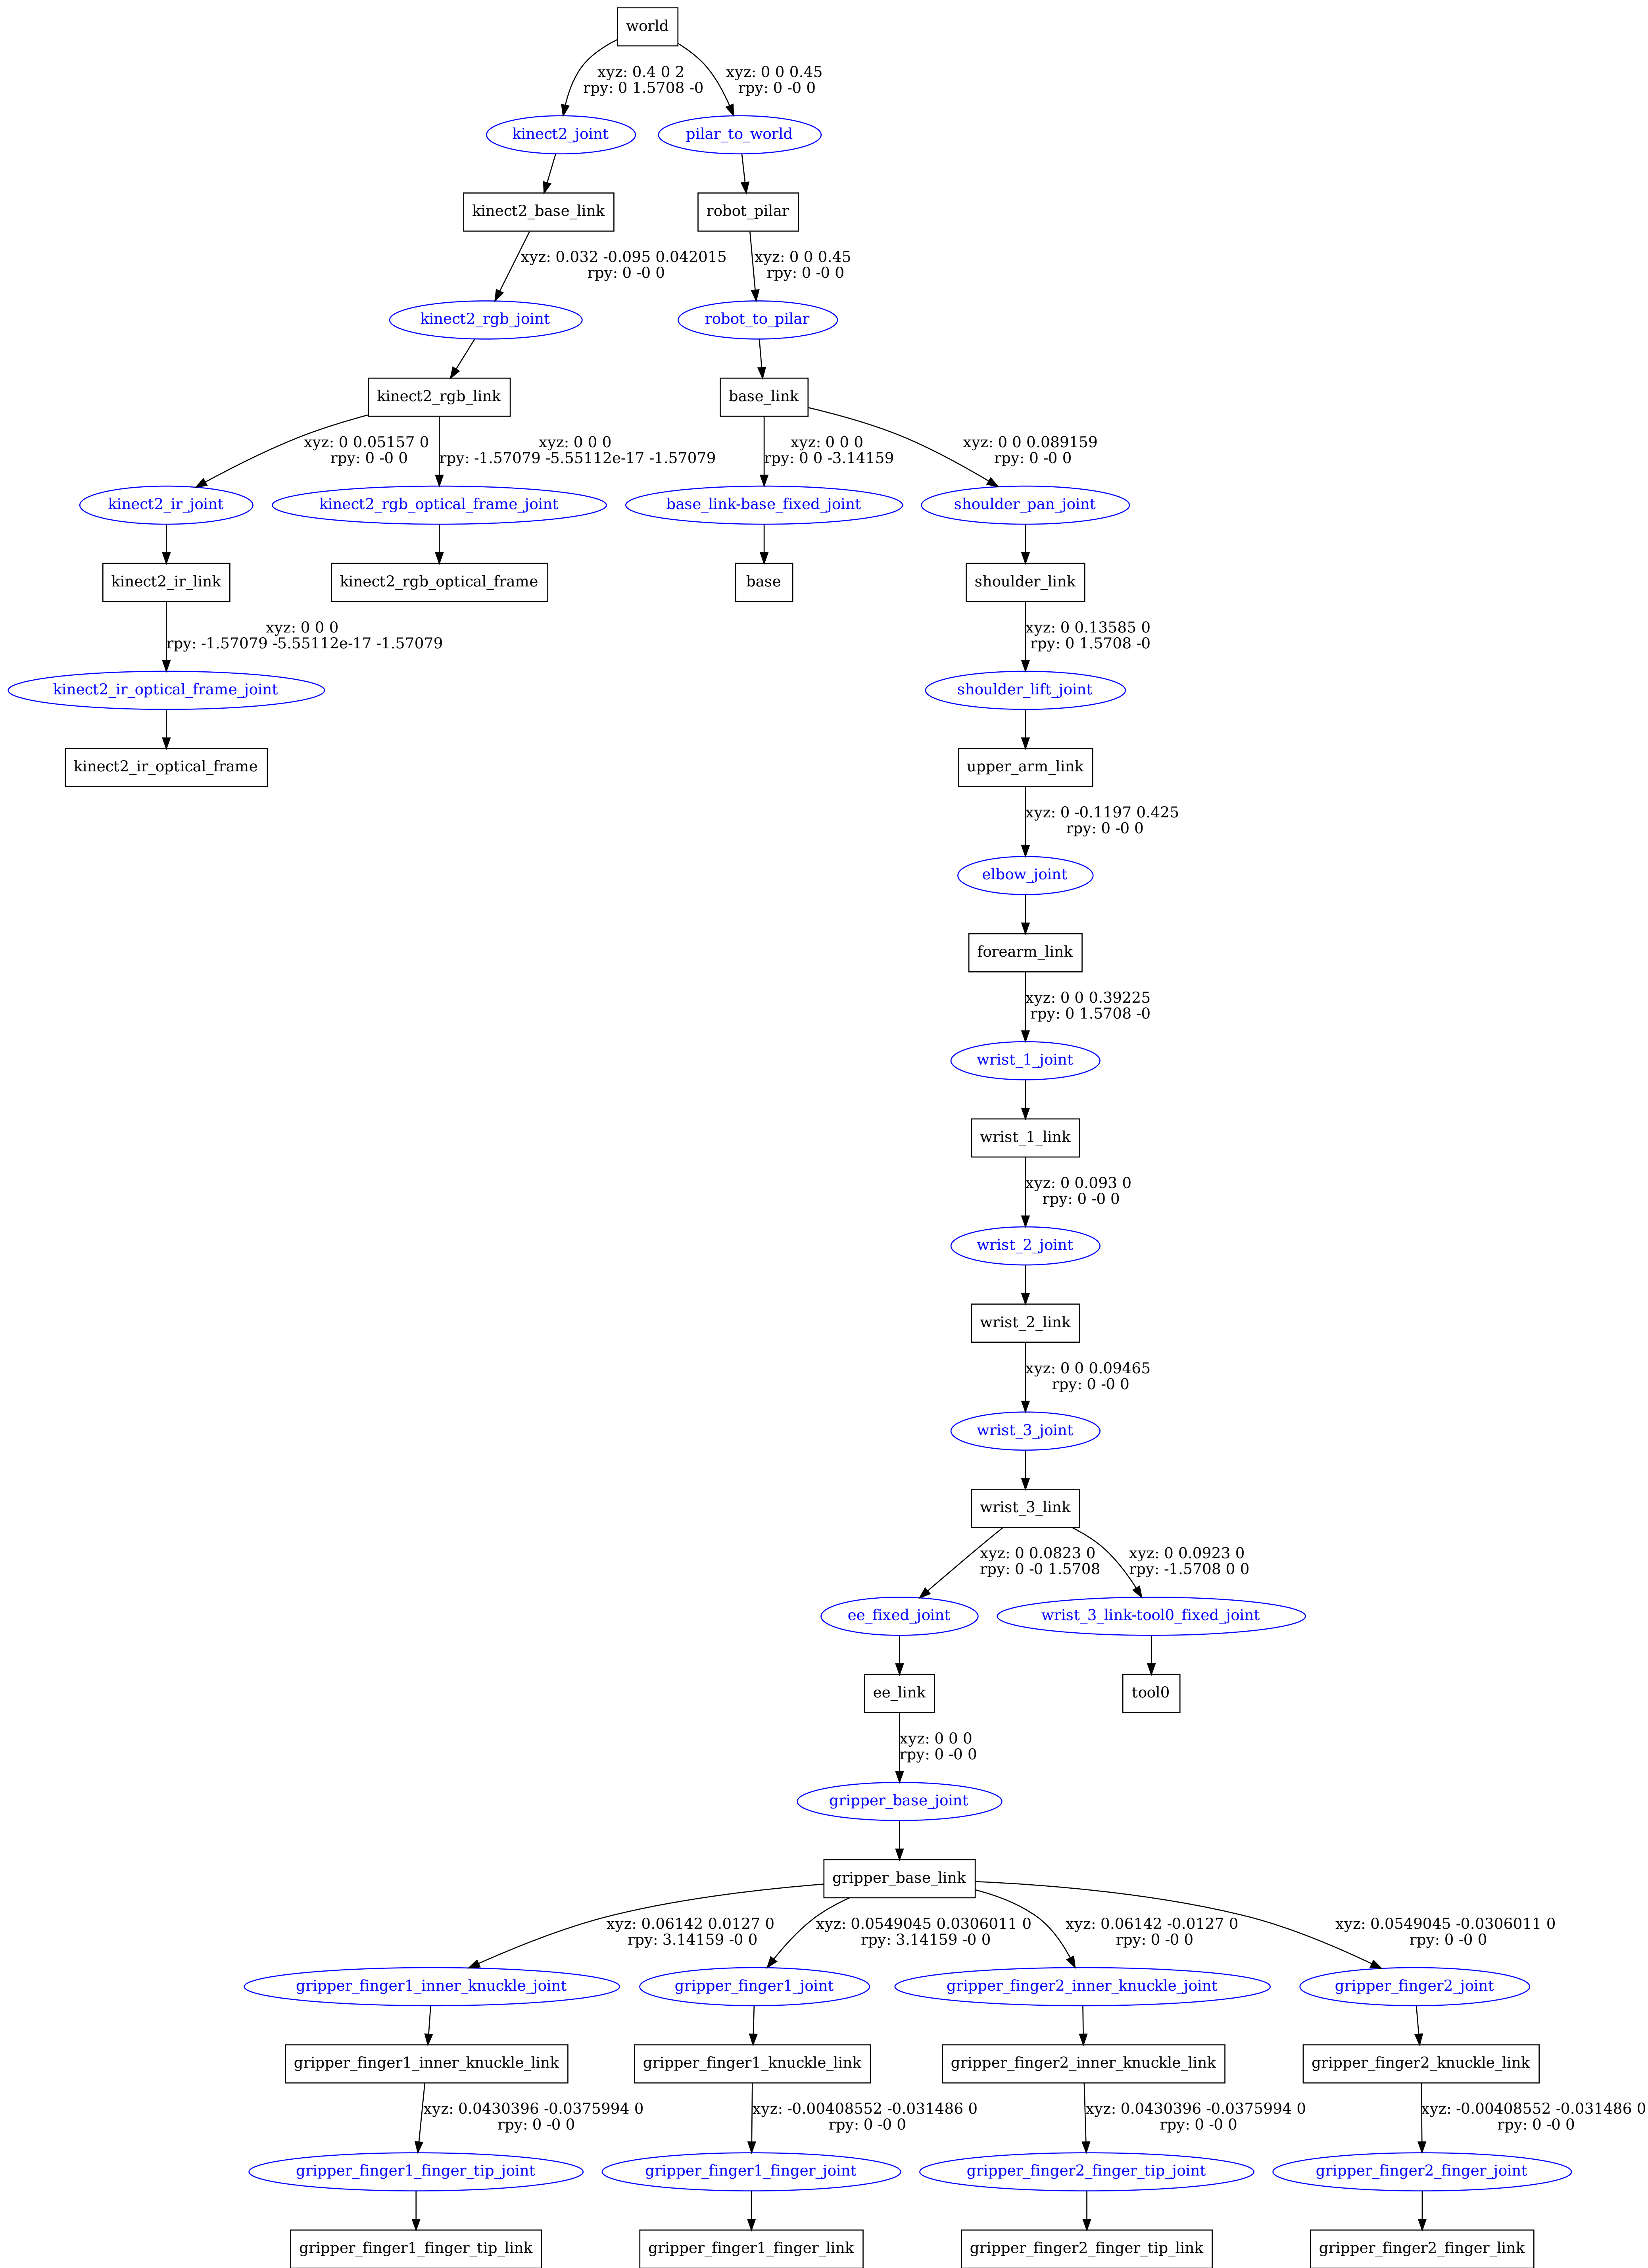 world
xyz: 0.4 0 2
rpy: 0 1.5708 -0
xyz: 0 0 0.45
rpy: 0 -0 0
kinect2_joint
pilar_to_world
kinect2_base_link
robot_pilar
xyz: 0.032 -0.095 0.042015
rpy: 0 -0 0
xyz: 0 0 0.45
rpy: 0 -0 0
kinect2_rgb_joint
robot_to_pilar
kinect2_rgb_link
base_link
xyz: 0 0.05157 0
rpy: 0 -0 0
xyz: 0 0 0
rpy: -1.57079 -5.55112e-17 -1.57079
xyz: 0 0 0
rpy: 0 0 -3.14159
xyz: 0 0 0.089159
rpy: 0 -0 0
kinect2_ir_joint
kinect2_rgb_optical_frame_joint
base_link-base_fixed_joint
shoulder_pan_joint
kinect2_ir_link
kinect2_rgb_optical_frame
base
shoulder_link
xyz: 0 0 0
rpy: -1.57079 -5.55112e-17 -1.57079
xyz: 0 0.13585 0
rpy: 0 1.5708 -0
kinect2_ir_optical_frame_joint
shoulder_lift_joint
kinect2_ir_optical_frame
upper_arm_link
xyz: 0 -0.1197 0.425
rpy: 0 -0 0
elbow_joint
forearm_link
xyz: 0 0 0.39225
rpy: 0 1.5708 -0
wrist_1_joint
wrist_1_link
xyz: 0 0.093 0
rpy: 0 -0 0
wrist_2_joint
wrist_2_link
xyz: 0 0 0.09465
rpy: 0 -0 0
wrist_3_joint
wrist_3_link
xyz: 0 0.0823 0
rpy: 0 -0 1.5708
xyz: 0 0.0923 0
rpy: -1.5708 0 0
ee_fixed_joint
wrist_3_link-tool0_fixed_joint
ee_link
tool0
xyz: 0 0 0
rpy: 0 -0 0
gripper_base_joint
gripper_base_link
xyz: 0.06142 0.0127 0
rpy: 3.14159 -0 0
xyz: 0.0549045 0.0306011 0
rpy: 3.14159 -0 0
xyz: 0.06142 -0.0127 0
rpy: 0 -0 0
xyz: 0.0549045 -0.0306011 0
rpy: 0 -0 0
gripper_finger1_inner_knuckle_joint
gripper_finger1_joint
gripper_finger2_inner_knuckle_joint
gripper_finger2_joint
gripper_finger1_inner_knuckle_link
gripper_finger1_knuckle_link
gripper_finger2_inner_knuckle_link
gripper_finger2_knuckle_link
xyz: 0.0430396 -0.0375994 0
rpy: 0 -0 0
xyz: -0.00408552 -0.031486 0
rpy: 0 -0 0
xyz: 0.0430396 -0.0375994 0
rpy: 0 -0 0
xyz: -0.00408552 -0.031486 0
rpy: 0 -0 0
gripper_finger1_finger_tip_joint
gripper_finger1_finger_joint
gripper_finger2_finger_tip_joint
gripper_finger2_finger_joint
gripper_finger1_finger_tip_link
gripper_finger1_finger_link
gripper_finger2_finger_tip_link
gripper_finger2_finger_link